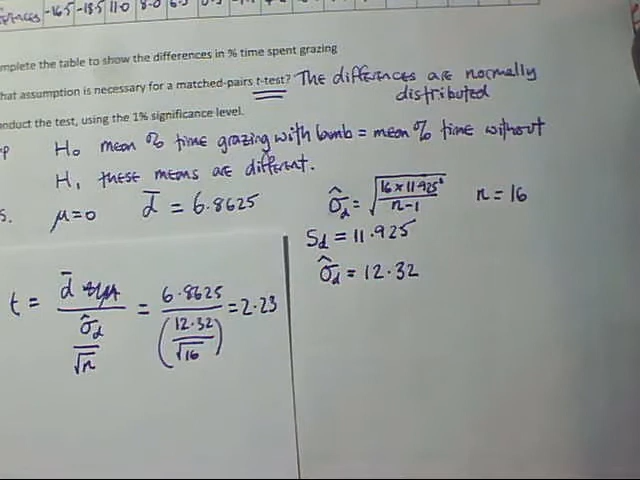 -16.5 -18.5 11.0 8.0
mplete the table to show the differences in % time spent grazing
hat assumption is necessary for a matched-pairs t-test? The differences are normally
distributed
nduct the test, using the 1% significance level.
H₀ mean % time grazing with lamb = mean % time without
H₁ these means are different.
μ=0 d̄ = 6.8625
σ̂d = √(16×11.925²/(n-1)) n = 16
Sd = 11.925
σ̂d = 12.32
t = d̄ / (σ̂d/√n) = 6.8625 / (12.32/√16) = 2.23